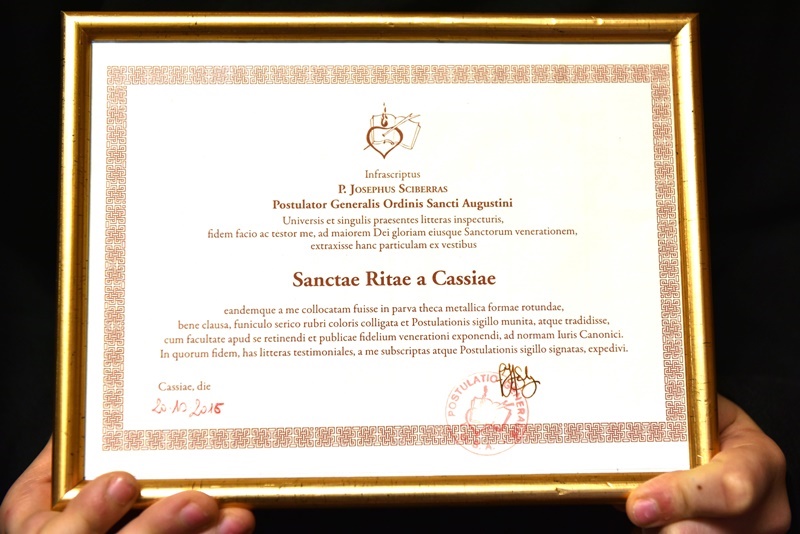 Infrascriptus
P. Josephus Sciberras
Postulator Generalis Ordinis Sancti Augustini
Universis et singulis praesentes litteras inspecturis,
fidem facio ac testor me, ad maiorem Dei gloriam eiusque Sanctorum venerationem,
extraxisse hanc particulam ex vestibus
Sanctae Ritae a Cassiae
eandemque a me collocatam fuisse in parva theca metallica formae rotundae,
bene clausa, funiculo serico rubri coloris colligata et Postulationis sigillo munita, atque tradidisse,
cum facultate apud se retinendi et publicae fidelium venerationi exponendi, ad normam Iuris Canonici.
In quorum fidem, has litteras testimoniales, a me subscriptas atque Postulationis sigillo signatas, expedivi.
Cassiae, die
POSTULATIO GENERA